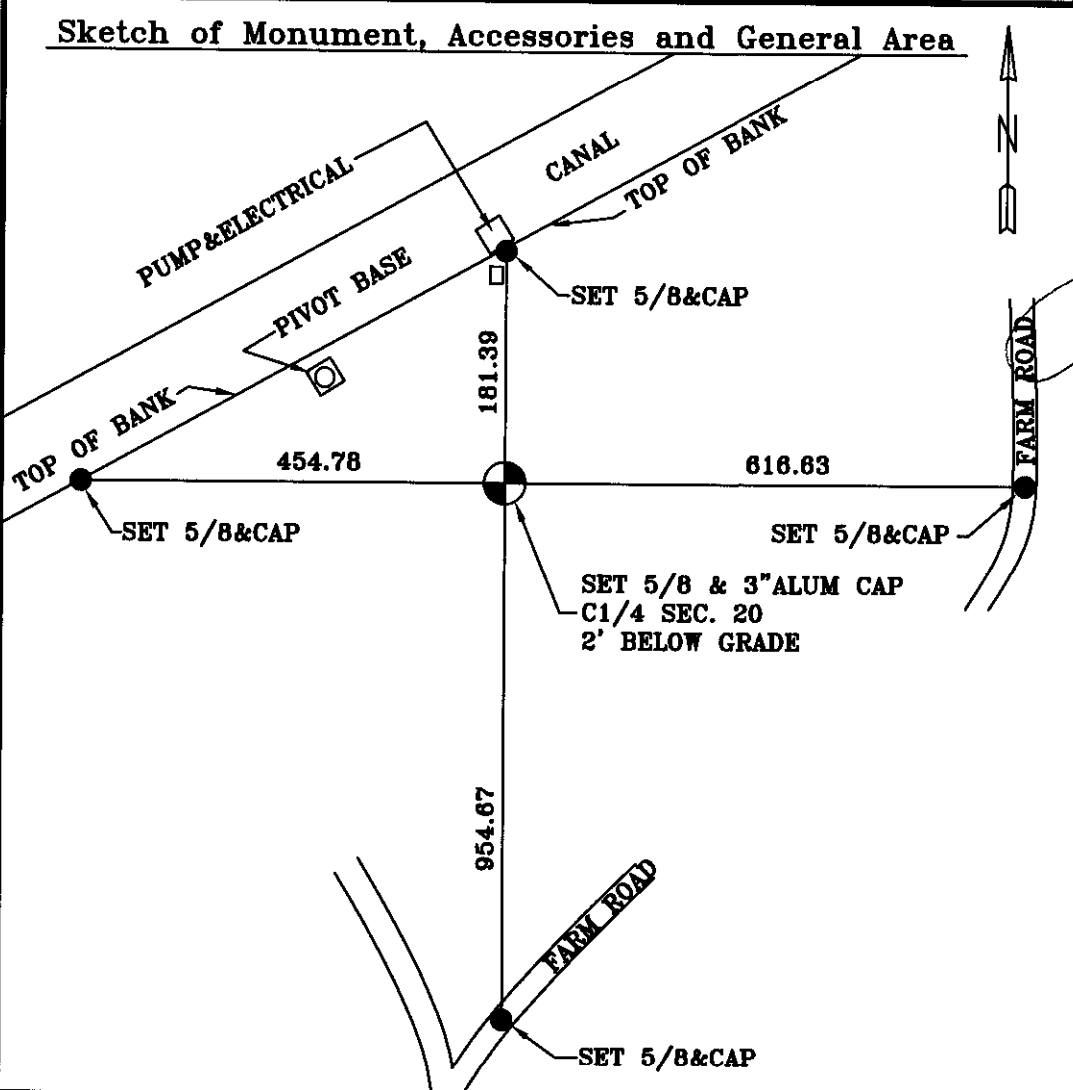 Sketch of Monument, Accessories and General Area
N
PUMP&ELECTRICAL
CANAL
TOP OF BANK
PIVOT BASE
SET 5/8&CAP
181.39
FARM ROAD
TOP OF BANK
454.78
616.63
SET 5/8&CAP
SET 5/8&CAP
SET 5/8 & 3"ALUM CAP
C1/4 SEC. 20
2' BELOW GRADE
954.67
FARM ROAD
SET 5/8&CAP